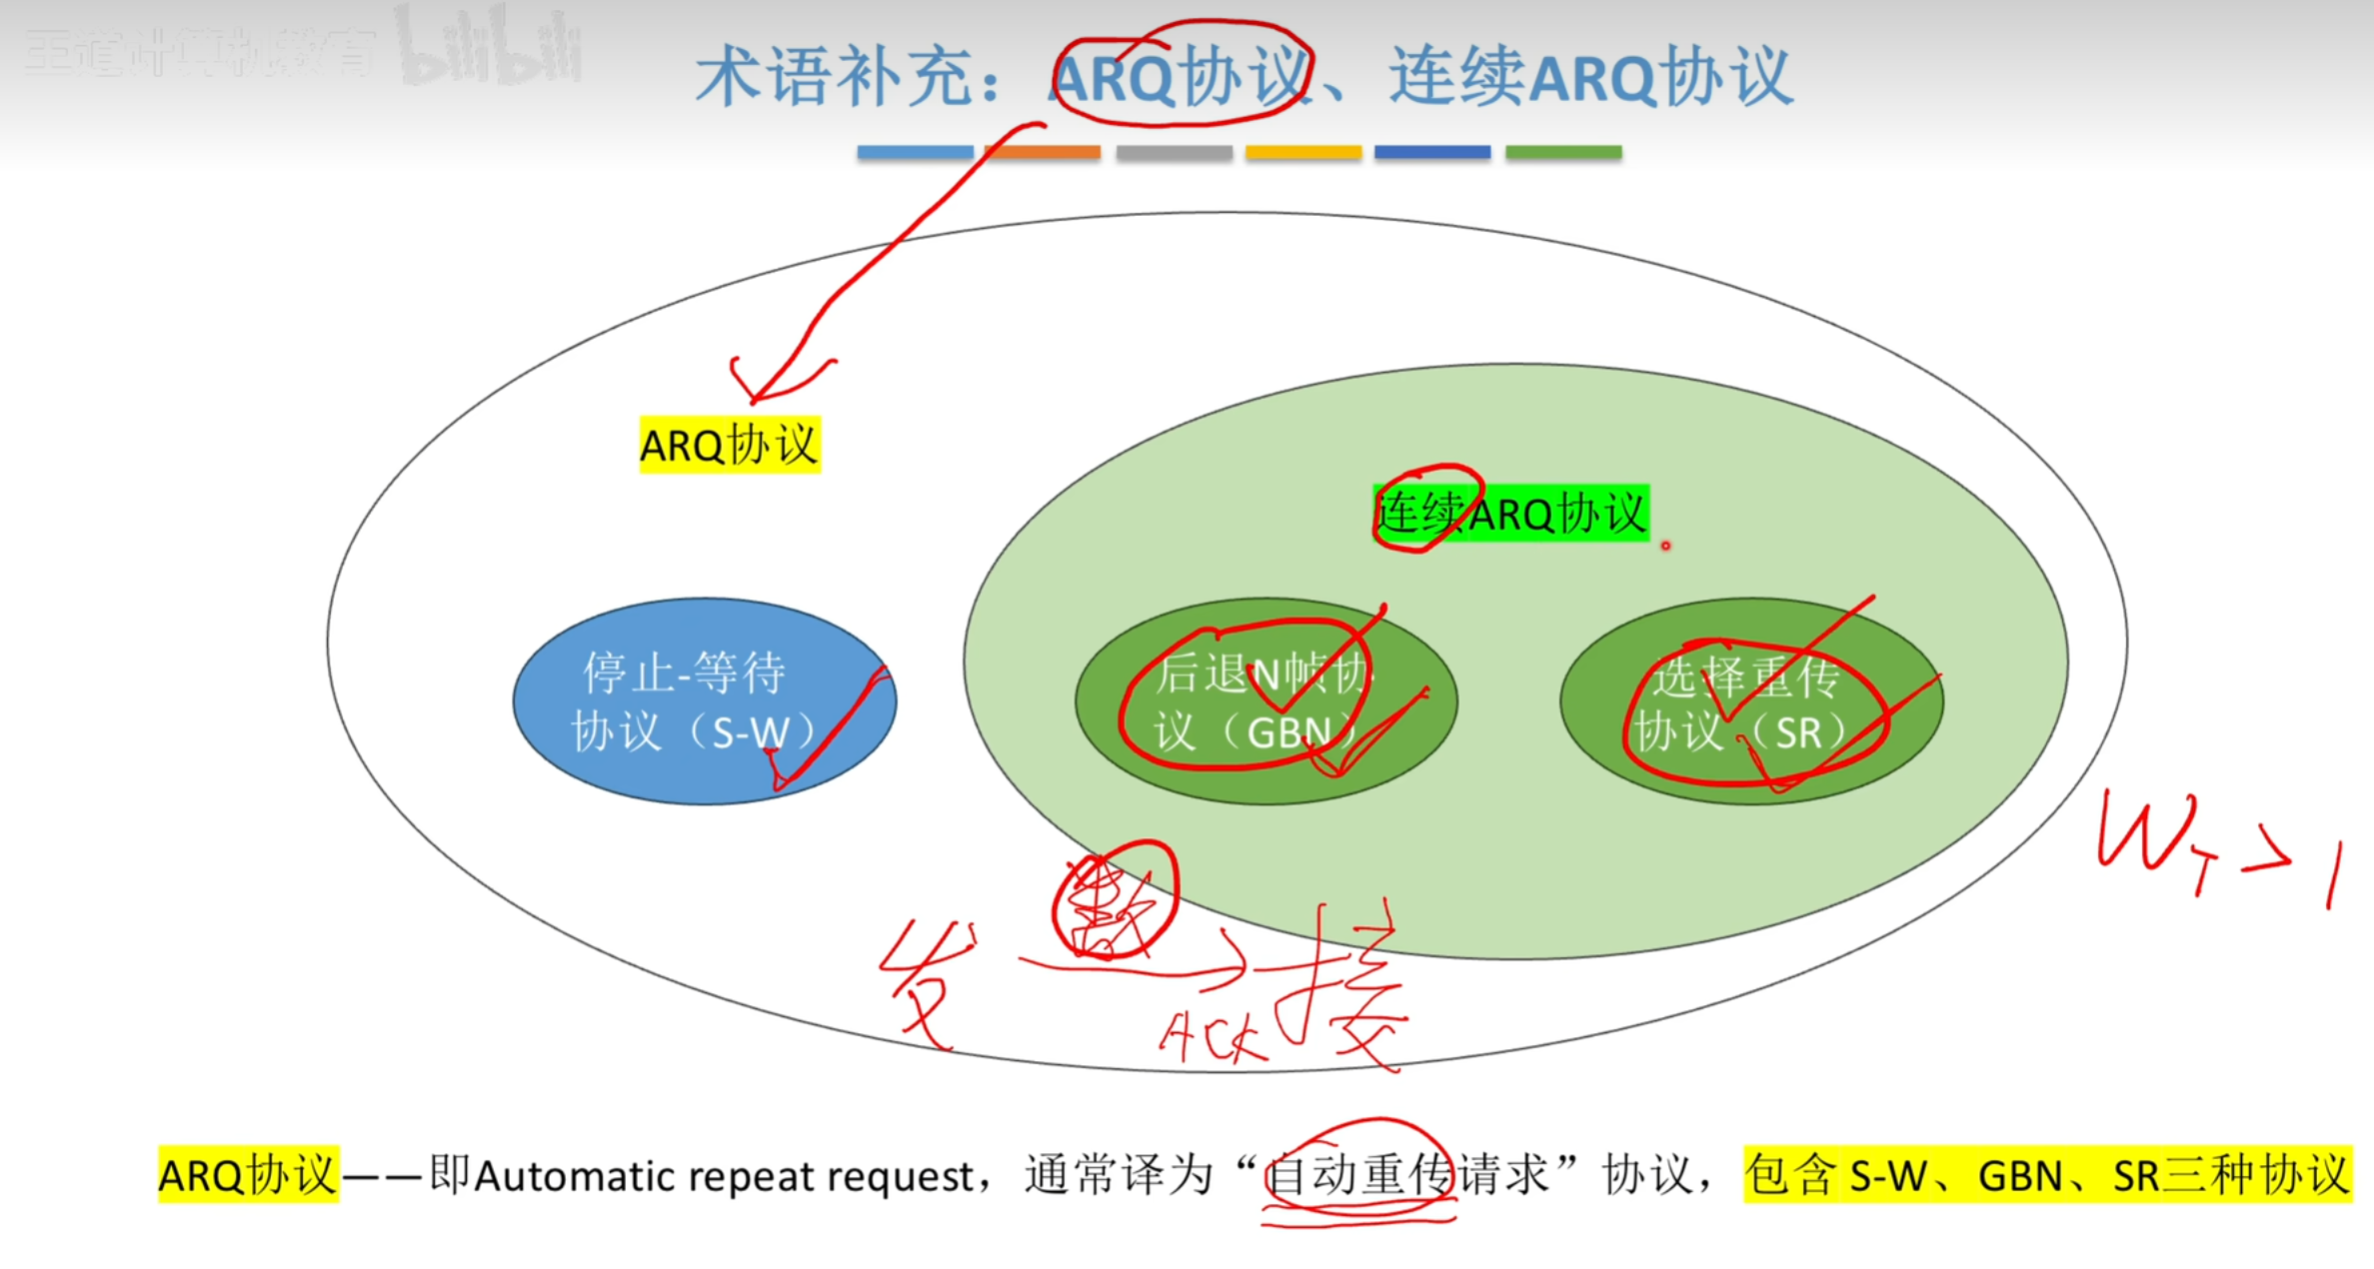 王道计算机教育 bilibili
术语补充：ARQ协议、连续ARQ协议
ARQ协议
连续ARQ协议
停止-等待
协议（S-W）
后退N帧协
议（GBN）
选择重传
协议（SR）
W_T > 1
发 数 接
ACK
ARQ协议——即Automatic repeat request，通常译为“自动重传请求”协议，包含 S-W、GBN、SR三种协议